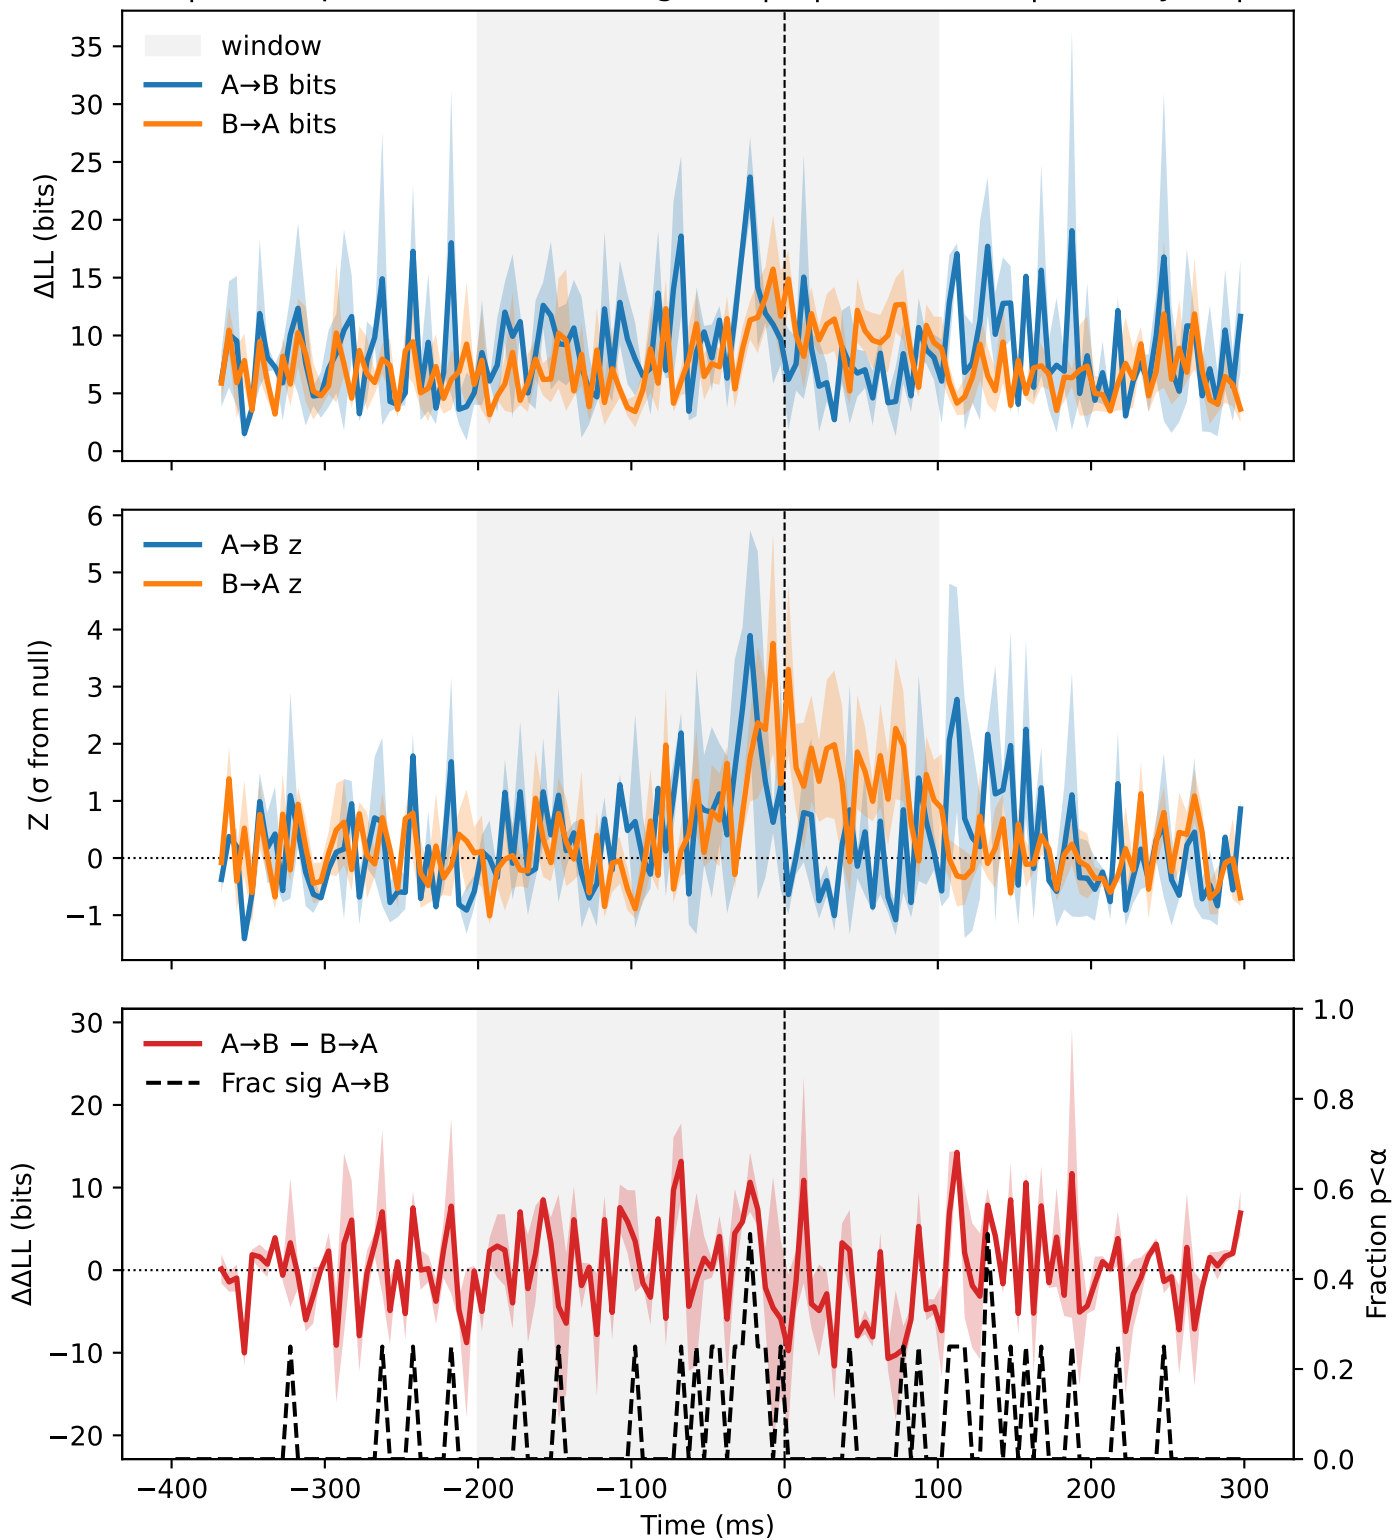 35
30
25
20
15
10
5
0
ΔLL (bits)
window
A→B bits
B→A bits
6
5
4
3
2
1
0
−1
Z (σ from null)
A→B z
B→A z
30
20
10
0
−10
−20
ΔΔLL (bits)
A→B − B→A
Frac sig A→B
1.0
0.8
0.6
0.4
0.2
0.0
Fraction p<α
−400 −300 −200 −100 0 100 200 300
Time (ms)